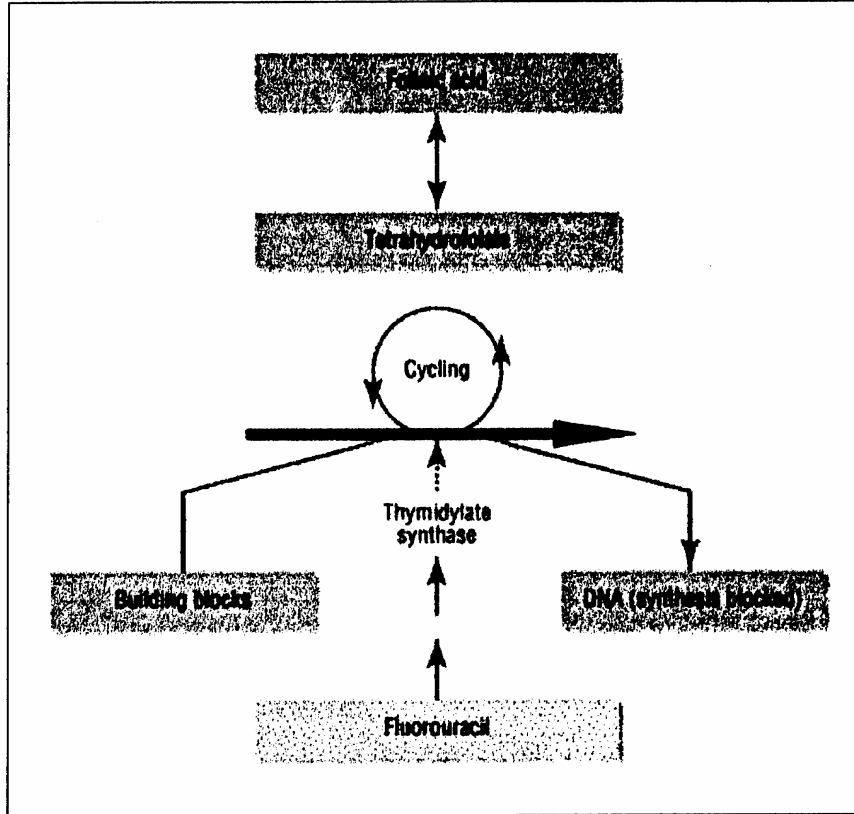 Folinic acid
Tetrahydrofolate
Cycling
Thymidylate
synthase
Building blocks
DNA (synthesis blocked)
Fluorouracil